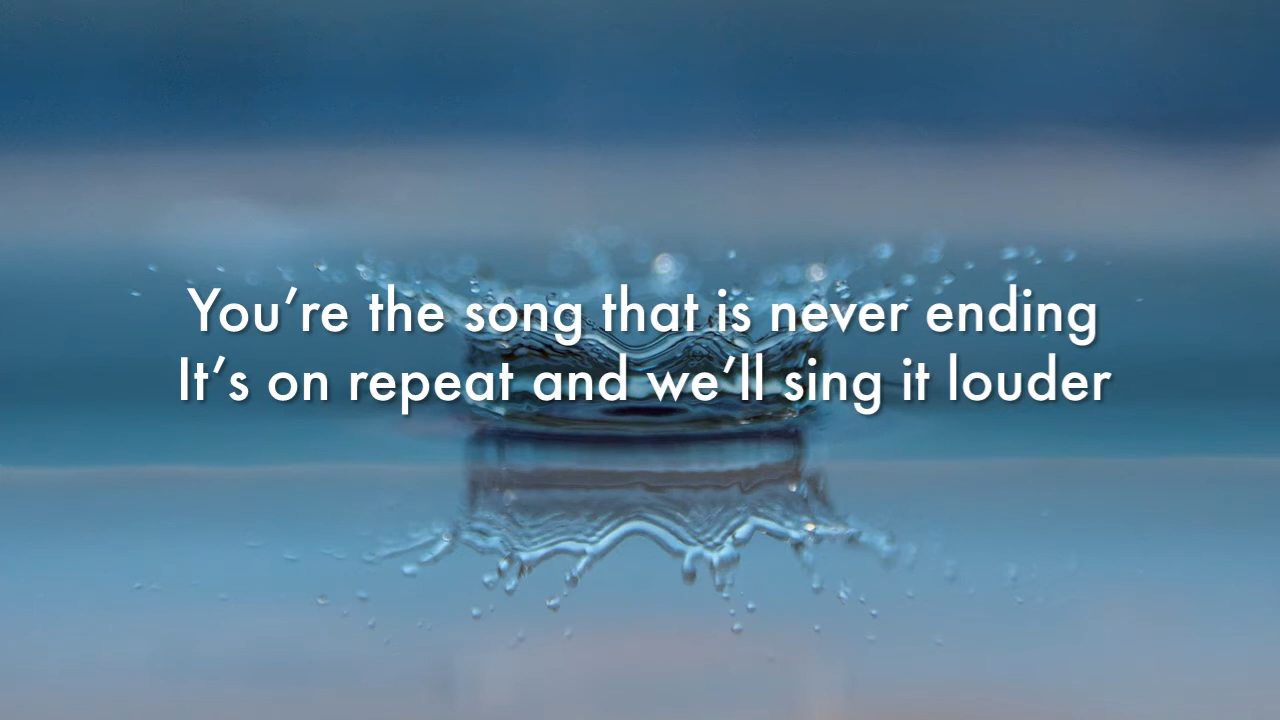 You’re the song that is never ending
It’s on repeat and we’ll sing it louder